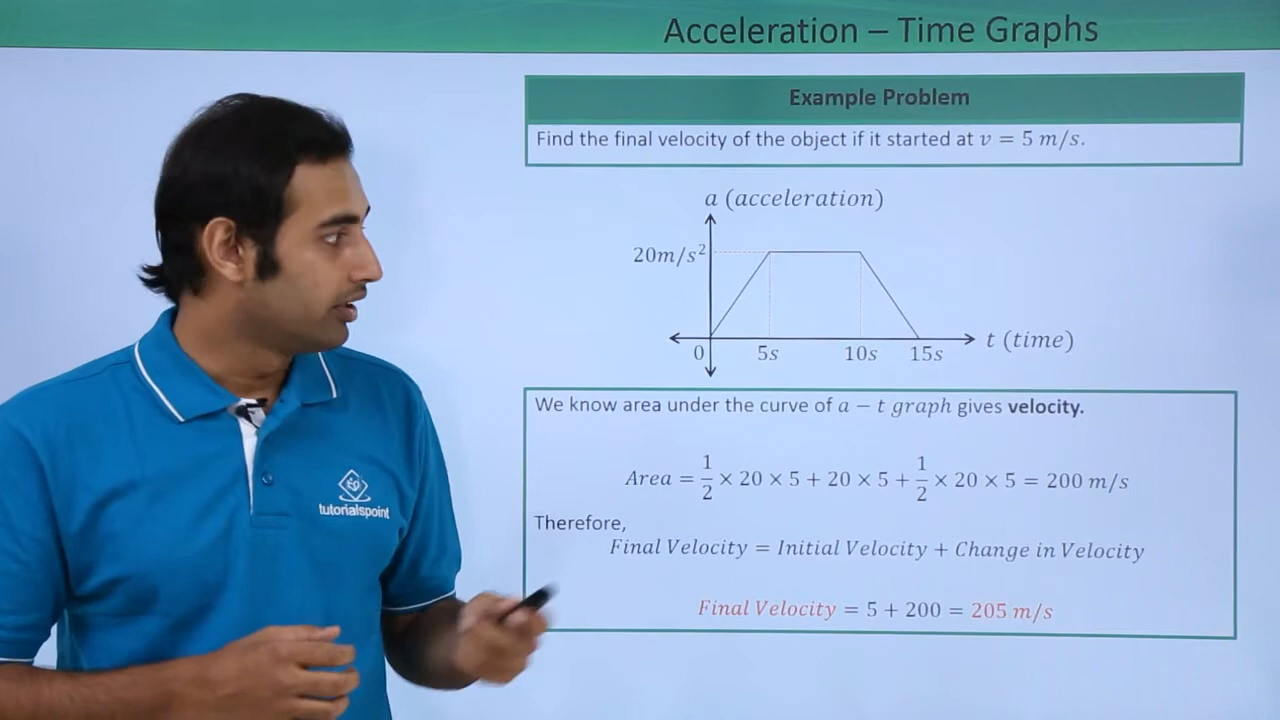 Acceleration – Time Graphs
Example Problem
Find the final velocity of the object if it started at v = 5 m/s.
a (acceleration)
20m/s²
0 5s 10s 15s
t (time)
We know area under the curve of a − t graph gives velocity.
Area = 1/2 × 20 × 5 + 20 × 5 + 1/2 × 20 × 5 = 200 m/s
Therefore,
Final Velocity = Initial Velocity + Change in Velocity
Final Velocity = 5 + 200 = 205 m/s
tutorialspoint